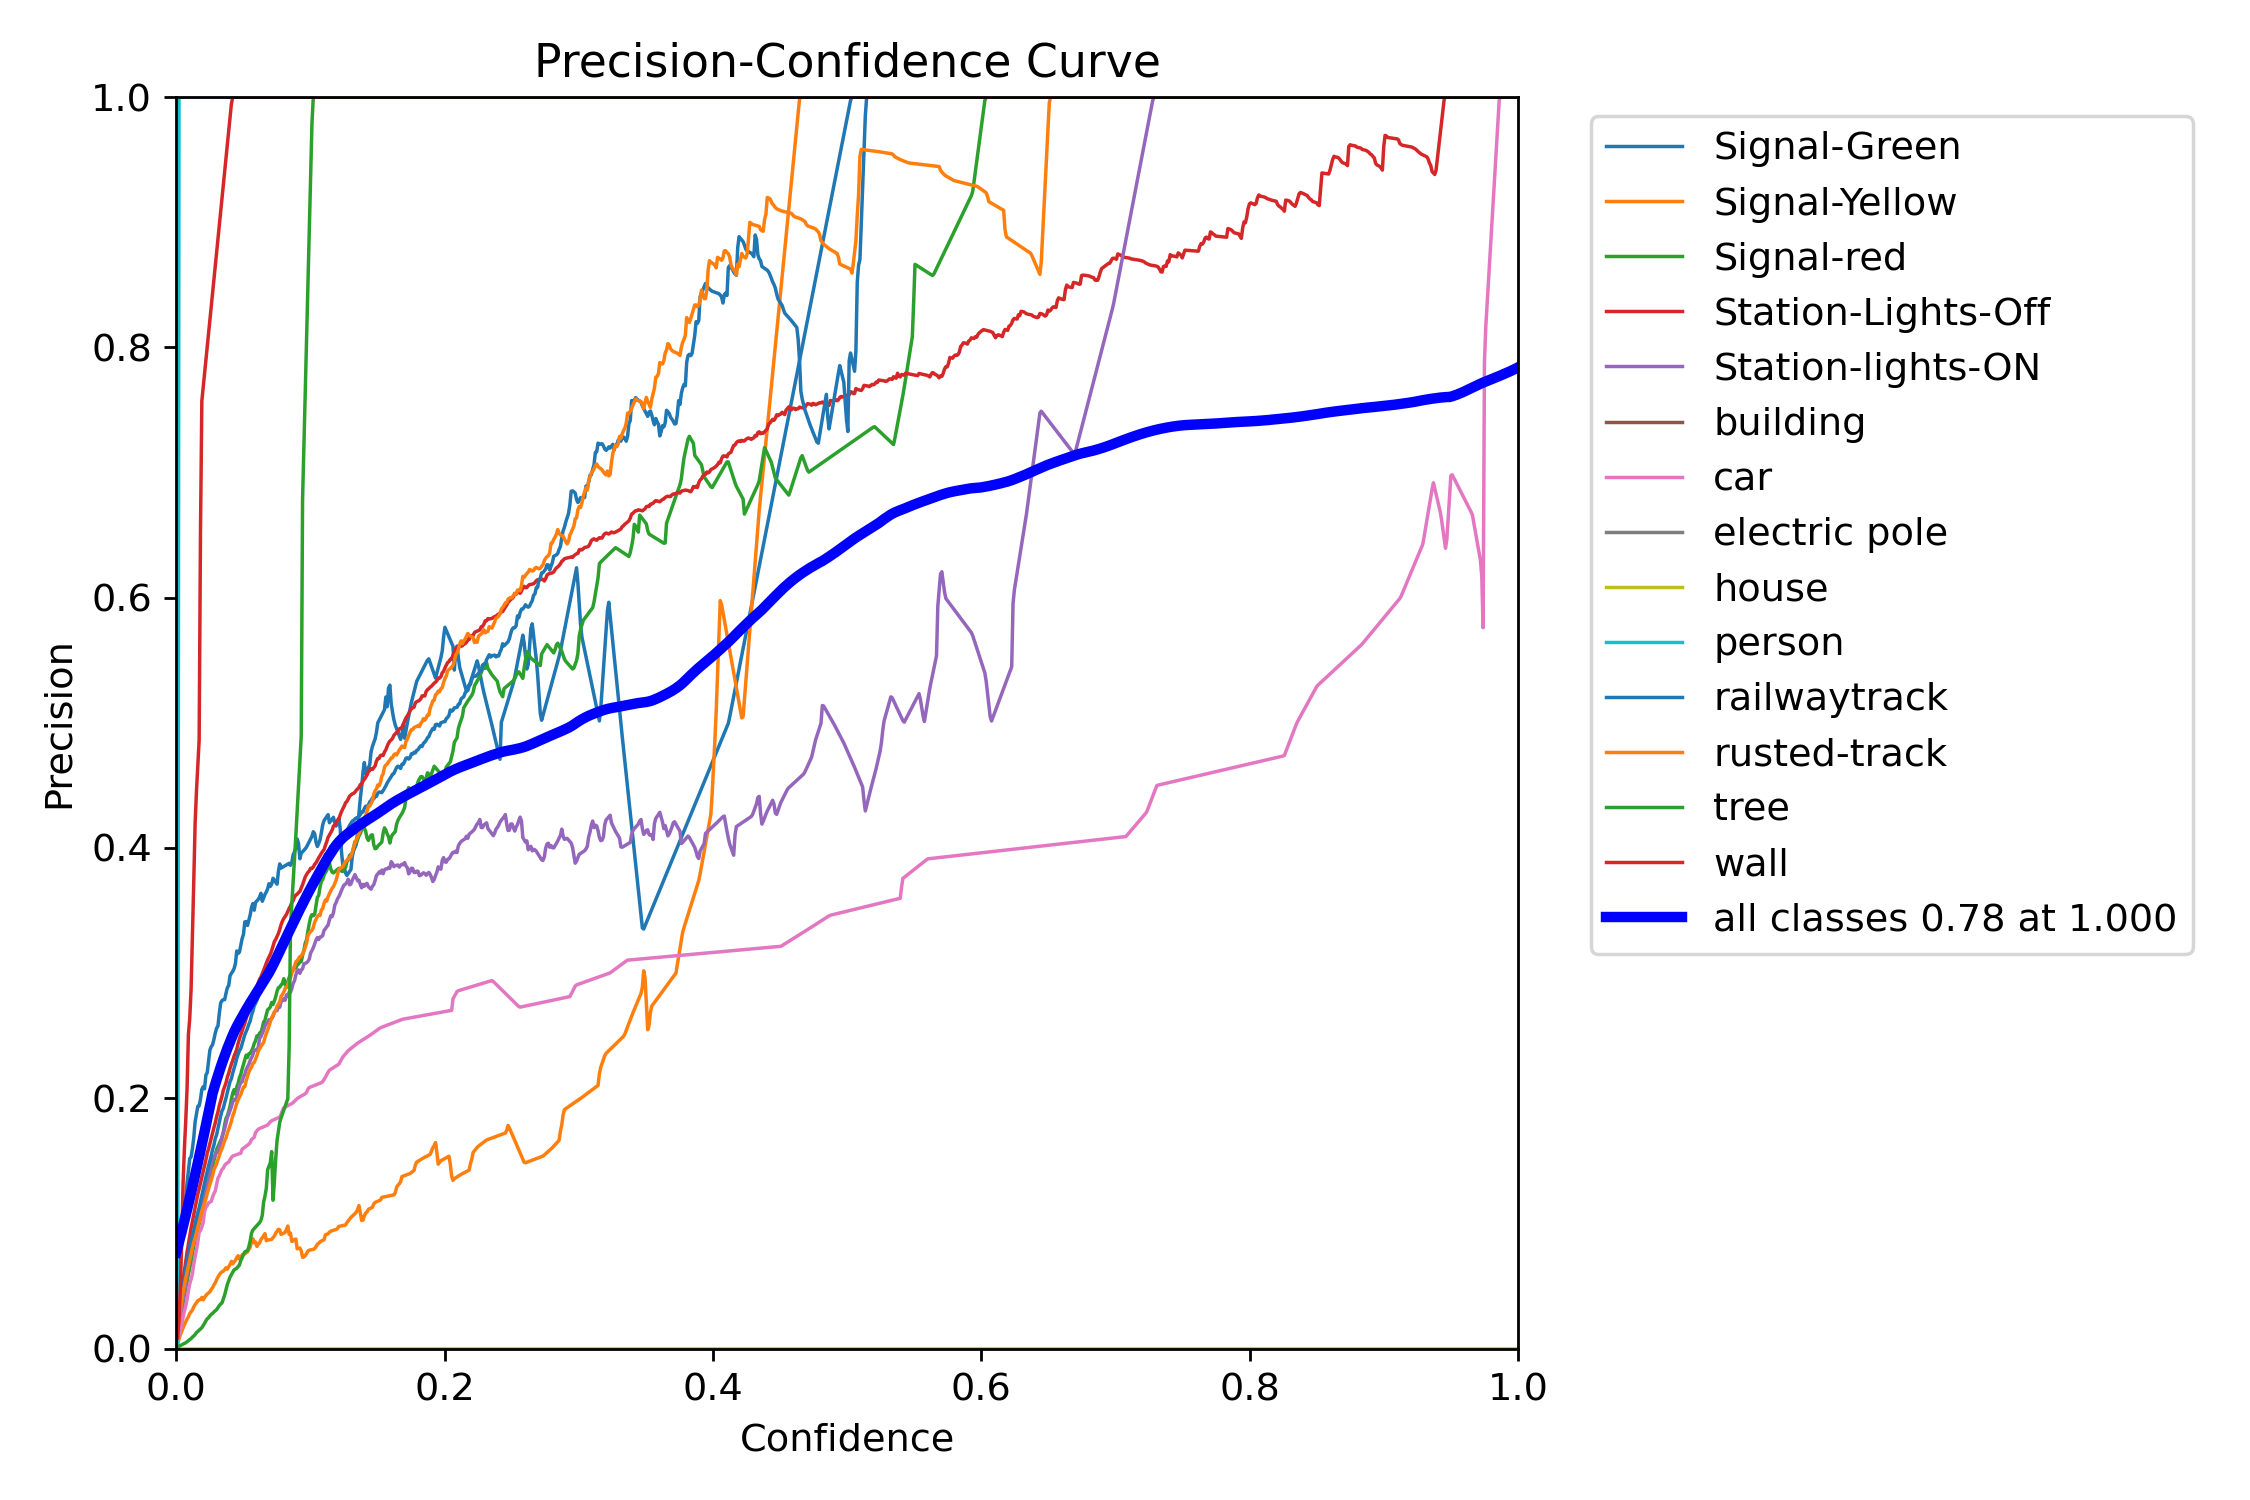 Precision-Confidence Curve
1.0
0.8
0.6
0.4
0.2
0.0
Precision
0.0 0.2 0.4 0.6 0.8 1.0
Confidence
Signal-Green
Signal-Yellow
Signal-red
Station-Lights-Off
Station-lights-ON
building
car
electric pole
house
person
railwaytrack
rusted-track
tree
wall
all classes 0.78 at 1.000